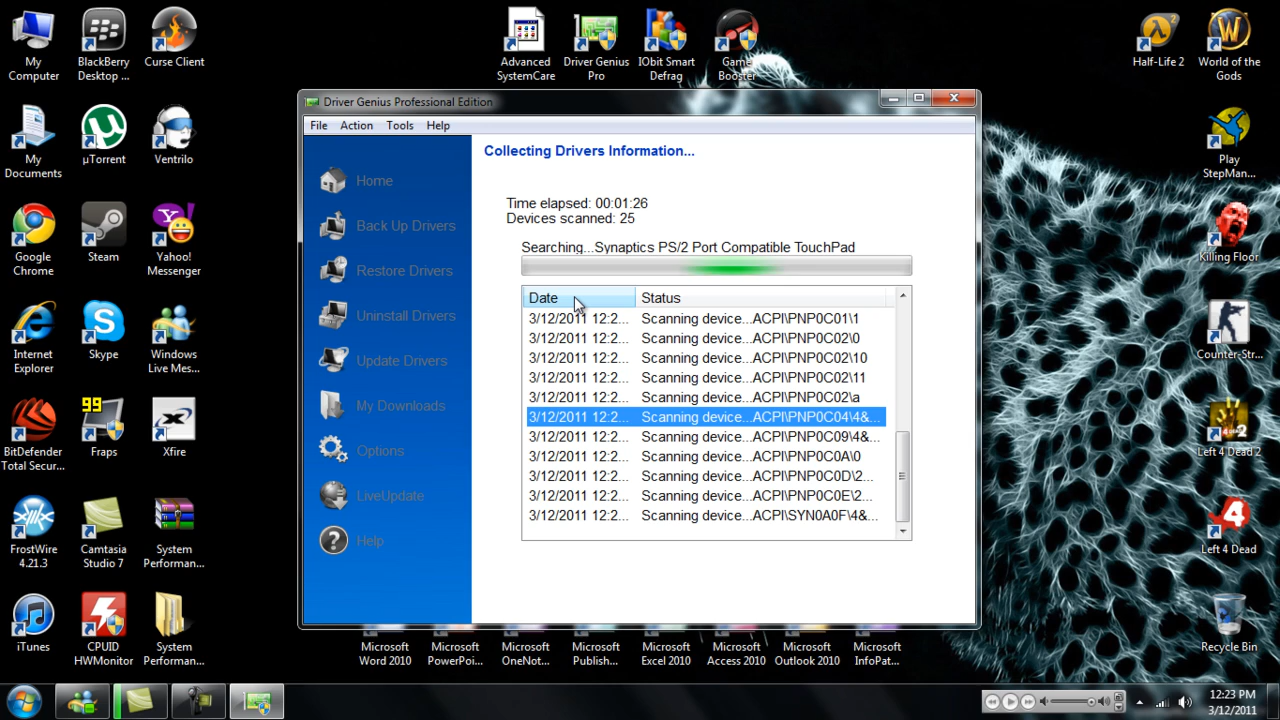 My
Computer
BlackBerry
Desktop ...
Curse Client
Advanced
SystemCare
Driver Genius
Pro
IObit Smart
Defrag
Game
Booster
Half-Life 2
World of the
Gods
My
Documents
µTorrent
Ventrilo
Play
StepMan...
Google
Chrome
Steam
Yahoo!
Messenger
Killing Floor
Internet
Explorer
Skype
Windows
Live Mes...
Counter-Str...
BitDefender
Total Secur...
99
Fraps
Xfire
Left 4 Dead 2
FrostWire
4.21.3
Camtasia
Studio 7
System
Performan...
Left 4 Dead
iTunes
CPUID
HWMonitor
System
Performan...
Recycle Bin
Driver Genius Professional Edition
File Action Tools Help
Home
Back Up Drivers
Restore Drivers
Uninstall Drivers
Update Drivers
My Downloads
Options
LiveUpdate
Help
Collecting Drivers Information...
Time elapsed: 00:01:26
Devices scanned: 25
Searching...Synaptics PS/2 Port Compatible TouchPad
Date Status
3/12/2011 12:2... Scanning device...ACPI\PNP0C01\1
3/12/2011 12:2... Scanning device...ACPI\PNP0C02\0
3/12/2011 12:2... Scanning device...ACPI\PNP0C02\10
3/12/2011 12:2... Scanning device...ACPI\PNP0C02\11
3/12/2011 12:2... Scanning device...ACPI\PNP0C02\a
3/12/2011 12:2... Scanning device...ACPI\PNP0C04\4&...
3/12/2011 12:2... Scanning device...ACPI\PNP0C09\4&...
3/12/2011 12:2... Scanning device...ACPI\PNP0C0A\0
3/12/2011 12:2... Scanning device...ACPI\PNP0C0D\2...
3/12/2011 12:2... Scanning device...ACPI\PNP0C0E\2...
3/12/2011 12:2... Scanning device...ACPI\SYN0A0F\4&...
Microsoft
Word 2010
Microsoft
PowerPoi...
Microsoft
OneNot...
Microsoft
Publish...
Microsoft
Excel 2010
Microsoft
Access 2010
Microsoft
Outlook 2010
Microsoft
InfoPat...
12:23 PM
3/12/2011